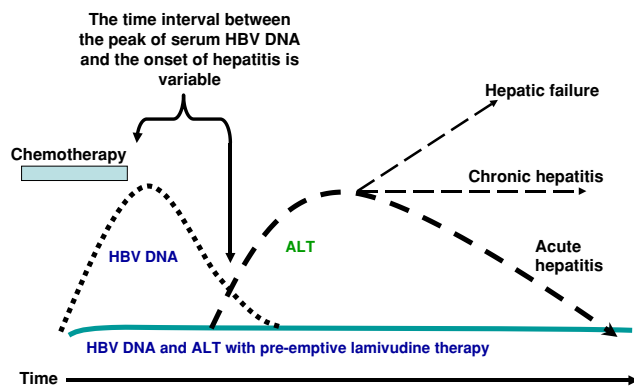 The time interval between
the peak of serum HBV DNA
and the onset of hepatitis is
variable
Hepatic failure
Chemotherapy
Chronic hepatitis
HBV DNA
ALT
Acute
hepatitis
HBV DNA and ALT with pre-emptive lamivudine therapy
Time